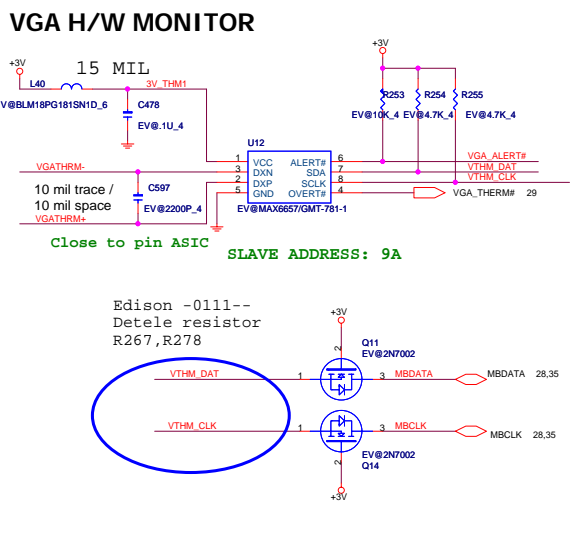 VGA H/W MONITOR
+3V
L40
15 MIL
3V_THM1
V@BLM18PG181SN1D_6
C478
EV@.1U_4
+3V
R253
R254
R255
EV@10K_4
EV@4.7K_4
EV@4.7K_4
U12
1 VCC ALERT# 6 VGA_ALERT#
3 DXN SDA 7 VTHM_DAT
2 DXP SCLK 8 VTHM_CLK
5 GND OVERT# 4 VGA_THERM# 29
EV@MAX6657/GMT-781-1
VGATHRM-
10 mil trace /
10 mil space
C597
EV@2200P_4
VGATHRM+
Close to pin ASIC
SLAVE ADDRESS: 9A
Edison -0111--
Detele resistor
R267,R278
+3V
2
Q11
EV@2N7002
VTHM_DAT 1 3 MBDATA MBDATA 28,35
VTHM_CLK 1 3 MBCLK MBCLK 28,35
EV@2N7002
Q14
2
+3V